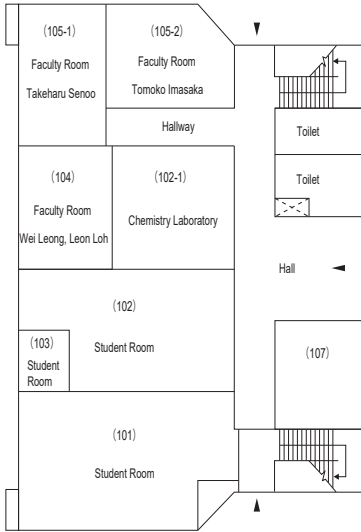 (105-1)
Faculty Room
Takeharu Senoo
(105-2)
Faculty Room
Tomoko Imasaka
Hallway
Toilet
Toilet
(104)
Faculty Room
Wei Leong, Leon Loh
(102-1)
Chemistry Laboratory
Hall
(102)
Student Room
(103)
Student
Room
(107)
(101)
Student Room